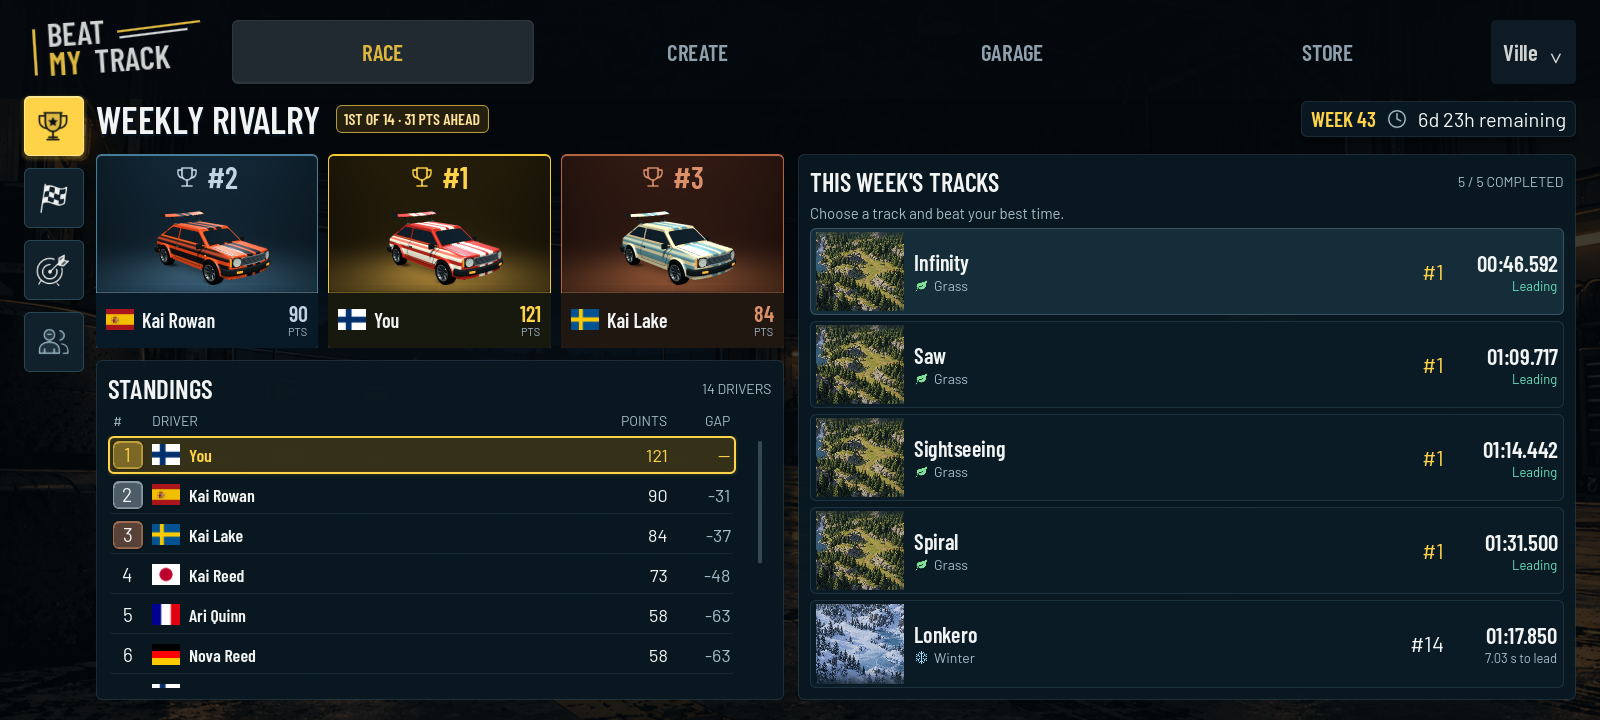 BEAT
MY TRACK
RACE
CREATE
GARAGE
STORE
Ville
WEEKLY RIVALRY
1ST OF 14 · 31 PTS AHEAD
WEEK 43
6d 23h remaining
#2
Kai Rowan
90
PTS
#1
You
121
PTS
#3
Kai Lake
84
PTS
STANDINGS
14 DRIVERS
# DRIVER POINTS GAP
1 You 121 —
2 Kai Rowan 90 -31
3 Kai Lake 84 -37
4 Kai Reed 73 -48
5 Ari Quinn 58 -63
6 Nova Reed 58 -63
THIS WEEK'S TRACKS
5 / 5 COMPLETED
Choose a track and beat your best time.
Infinity
Grass
#1
00:46.592
Leading
Saw
Grass
#1
01:09.717
Leading
Sightseeing
Grass
#1
01:14.442
Leading
Spiral
Grass
#1
01:31.500
Leading
Lonkero
Winter
#14
01:17.850
7.03 s to lead